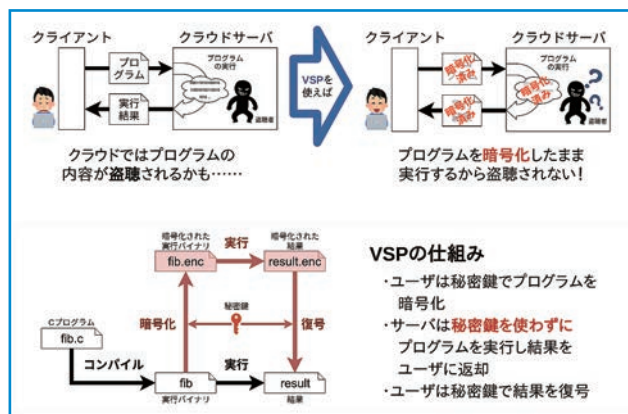 クライアント
クラウドサーバ
プロ
グラム
プログラム
の実行
実行
結果
盗聴者
クラウドではプログラムの
内容が盗聴されるかも……
VSPを
使えば
クライアント
クラウドサーバ
暗号化
済み
プログラム
の実行
暗号化
済み
暗号化
済み
盗聴者
プログラムを暗号化したまま
実行するから盗聴されない！
暗号化された
実行バイナリ
fib.enc
実行
暗号化された
結果
result.enc
秘密鍵
暗号化
復号
Cプログラム
fib.c
コンパイル
fib
実行バイナリ
実行
result
結果
VSPの仕組み
・ユーザは秘密鍵でプログラムを
暗号化
・サーバは秘密鍵を使わずに
プログラムを実行し結果を
ユーザに返却
・ユーザは秘密鍵で結果を復号